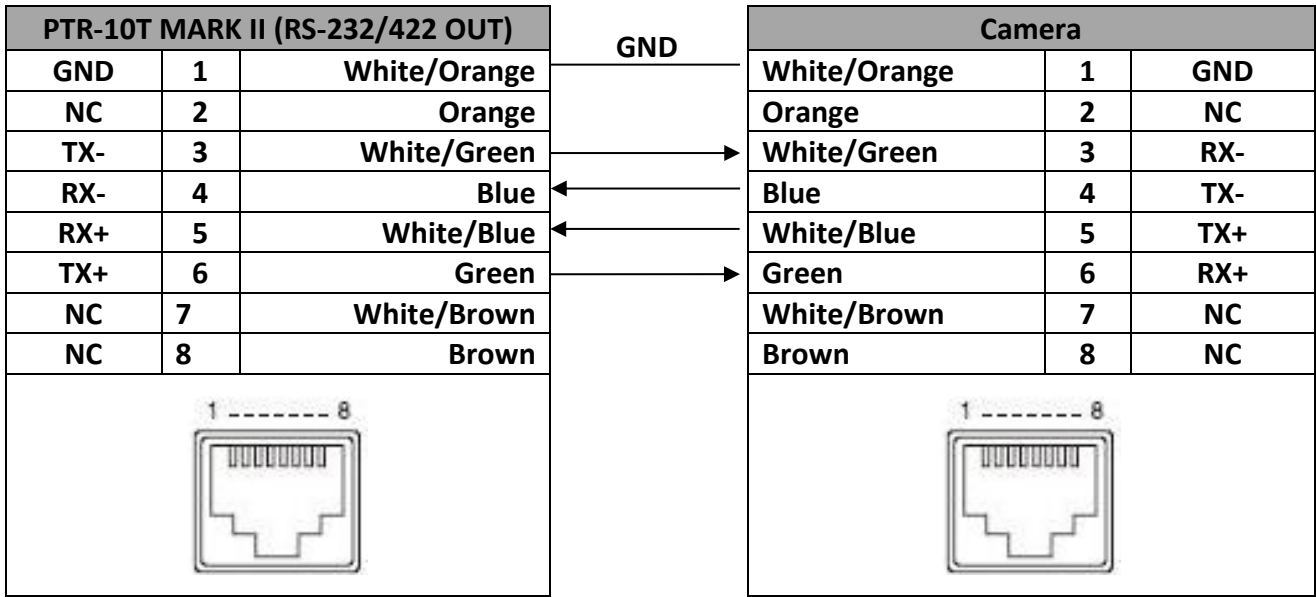 PTR-10T MARK II (RS-232/422 OUT) GND Camera
GND 1 White/Orange White/Orange 1 GND
NC 2 Orange Orange 2 NC
TX- 3 White/Green White/Green 3 RX-
RX- 4 Blue Blue 4 TX-
RX+ 5 White/Blue White/Blue 5 TX+
TX+ 6 Green Green 6 RX+
NC 7 White/Brown White/Brown 7 NC
NC 8 Brown Brown 8 NC
1 ------- 8 1 ------- 8